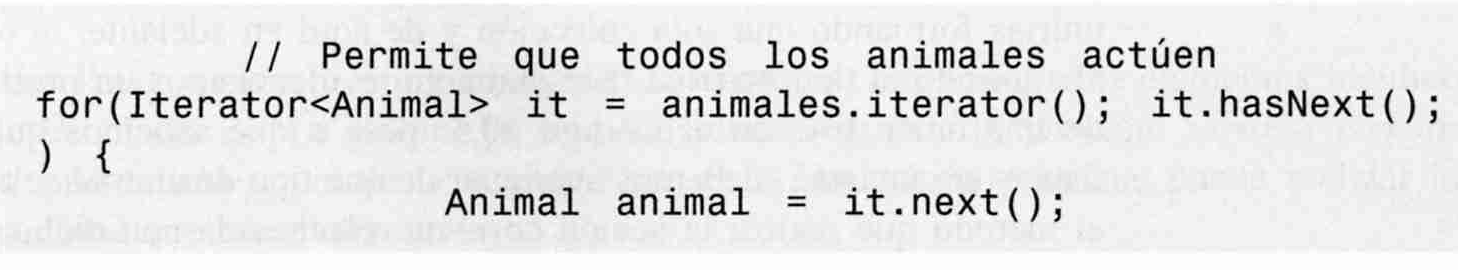 // Permite que todos los animales actúen
for(Iterator<Animal> it = animales.iterator(); it.hasNext();
) {
Animal animal = it.next();